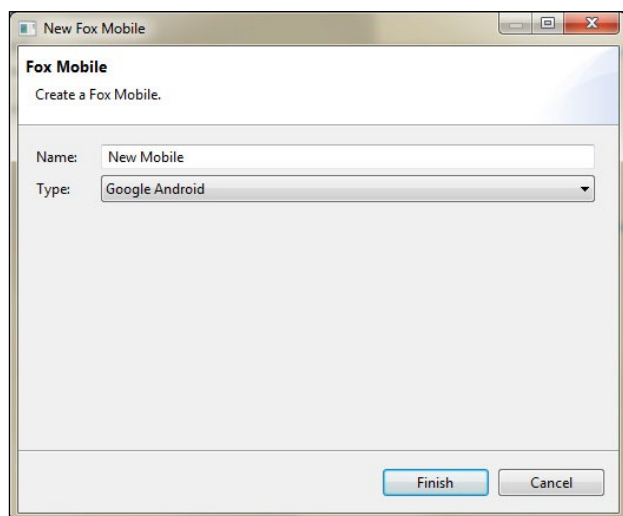 New Fox Mobile
Fox Mobile
Create a Fox Mobile.
Name: New Mobile
Type: Google Android
Finish Cancel